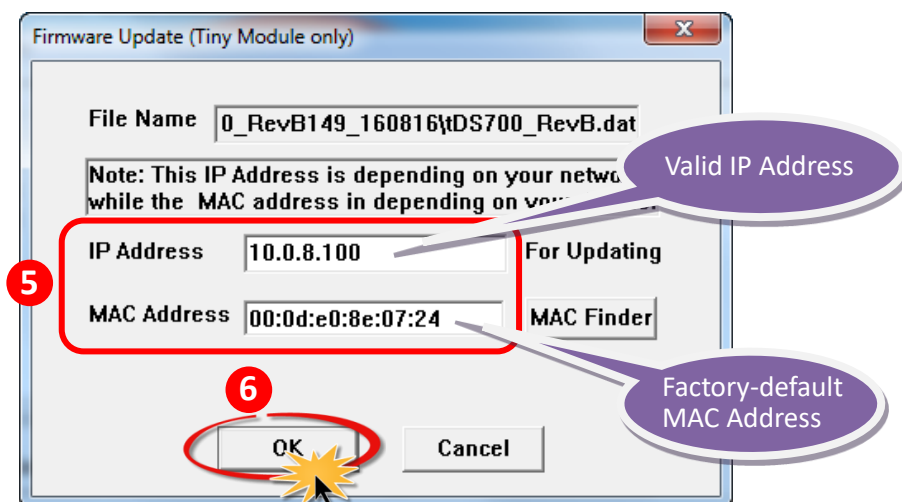 Firmware Update (Tiny Module only)
X
File Name 0_RevB149_160816\tDS700_RevB.dat
Note: This IP Address is depending on your
while the MAC address in depending on
Valid IP Address
5
IP Address 10.0.8.100 For Updating
MAC Address 00:0d:e0:8e:07:24 MAC Finder
Factory-default
MAC Address
6
OK Cancel